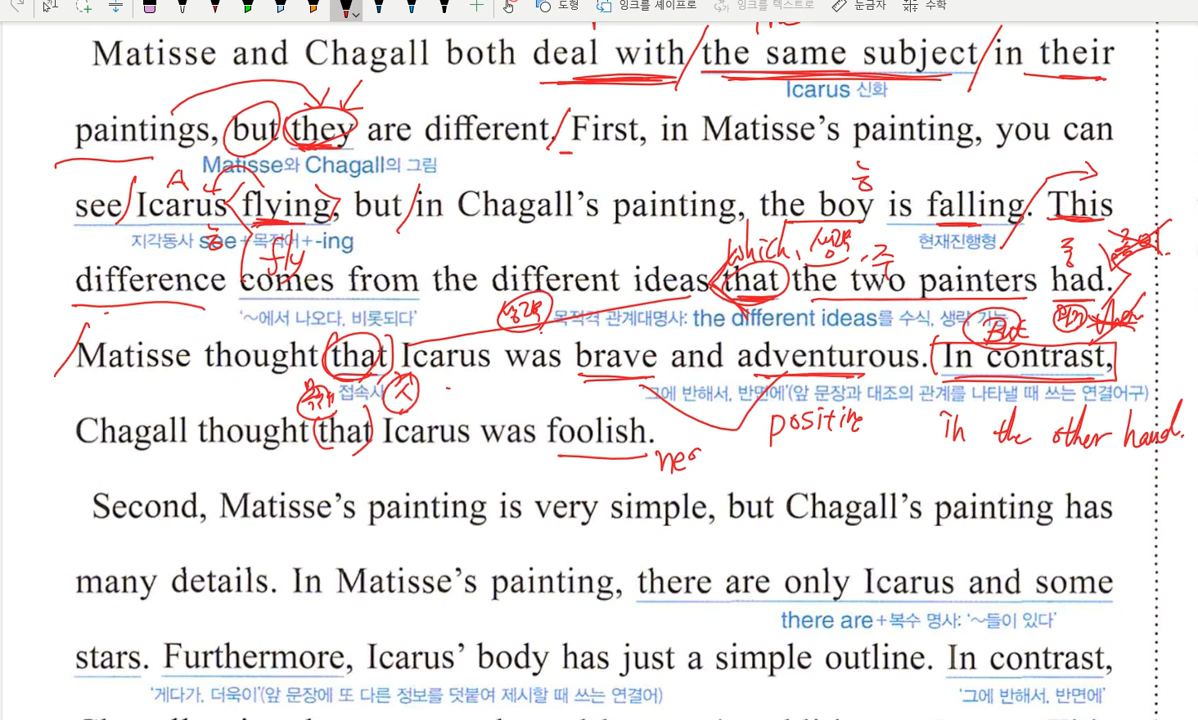 도형 잉크를 셰이프로 잉크를 텍스트로 눈금자 수학
Matisse and Chagall both deal with the same subject in their
Icarus 신화
paintings, but they are different. First, in Matisse's painting, you can
Matisse와 Chagall의 그림
A
see Icarus flying, but in Chagall's painting, the boy is falling. This
지각동사 see+목적어+-ing 현재진행형
fly which, 생략
difference comes from the different ideas that the two painters had.
'~에서 나오다, 비롯되다' 목적격 관계대명사: the different ideas를 수식, 생략 가능
But
Matisse thought that Icarus was brave and adventurous. In contrast,
접속사 '그에 반해서, 반면에'(앞 문장과 대조의 관계를 나타낼 때 쓰는 연결어구)
Chagall thought that Icarus was foolish.
positive in the other hand.
Second, Matisse's painting is very simple, but Chagall's painting has
many details. In Matisse's painting, there are only Icarus and some
there are+복수 명사: '~들이 있다'
stars. Furthermore, Icarus' body has just a simple outline. In contrast,
'게다가, 더욱이'(앞 문장에 또 다른 정보를 덧붙여 제시할 때 쓰는 연결어) '그에 반해서, 반면에'